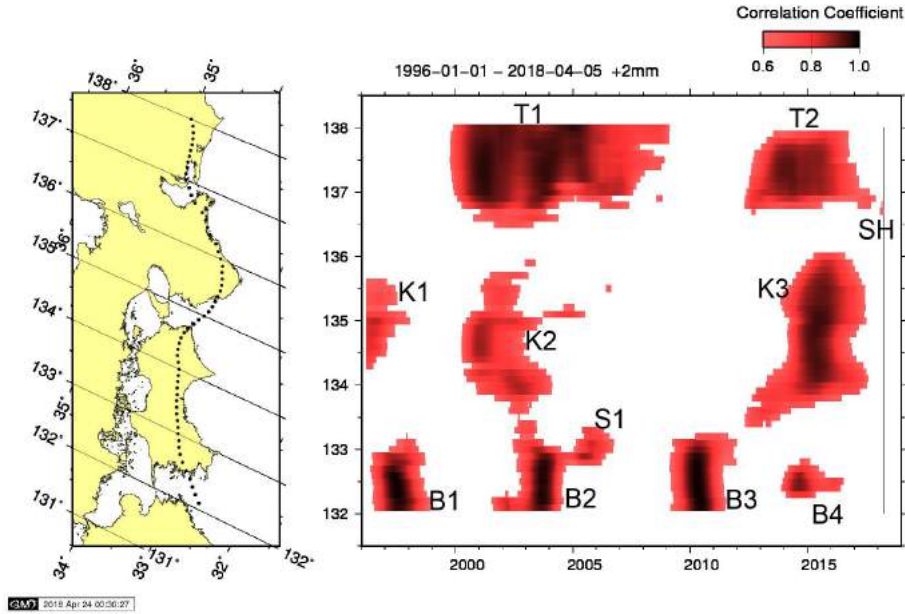 Correlation Coefficient
0.6 0.8 1.0
1996-01-01 - 2018-04-05 +2mm
138° 36° 35°
137°
136°
135°
36°
134°
133°
35°
132°
131°
34° 33° 131° 32° 132°
138
137
136
135
134
133
132
T1
T2
SH
K1
K3
K2
S1
B1
B2
B3
B4
2000 2005 2010 2015
GMT 2018 Apr 24 00:30:27